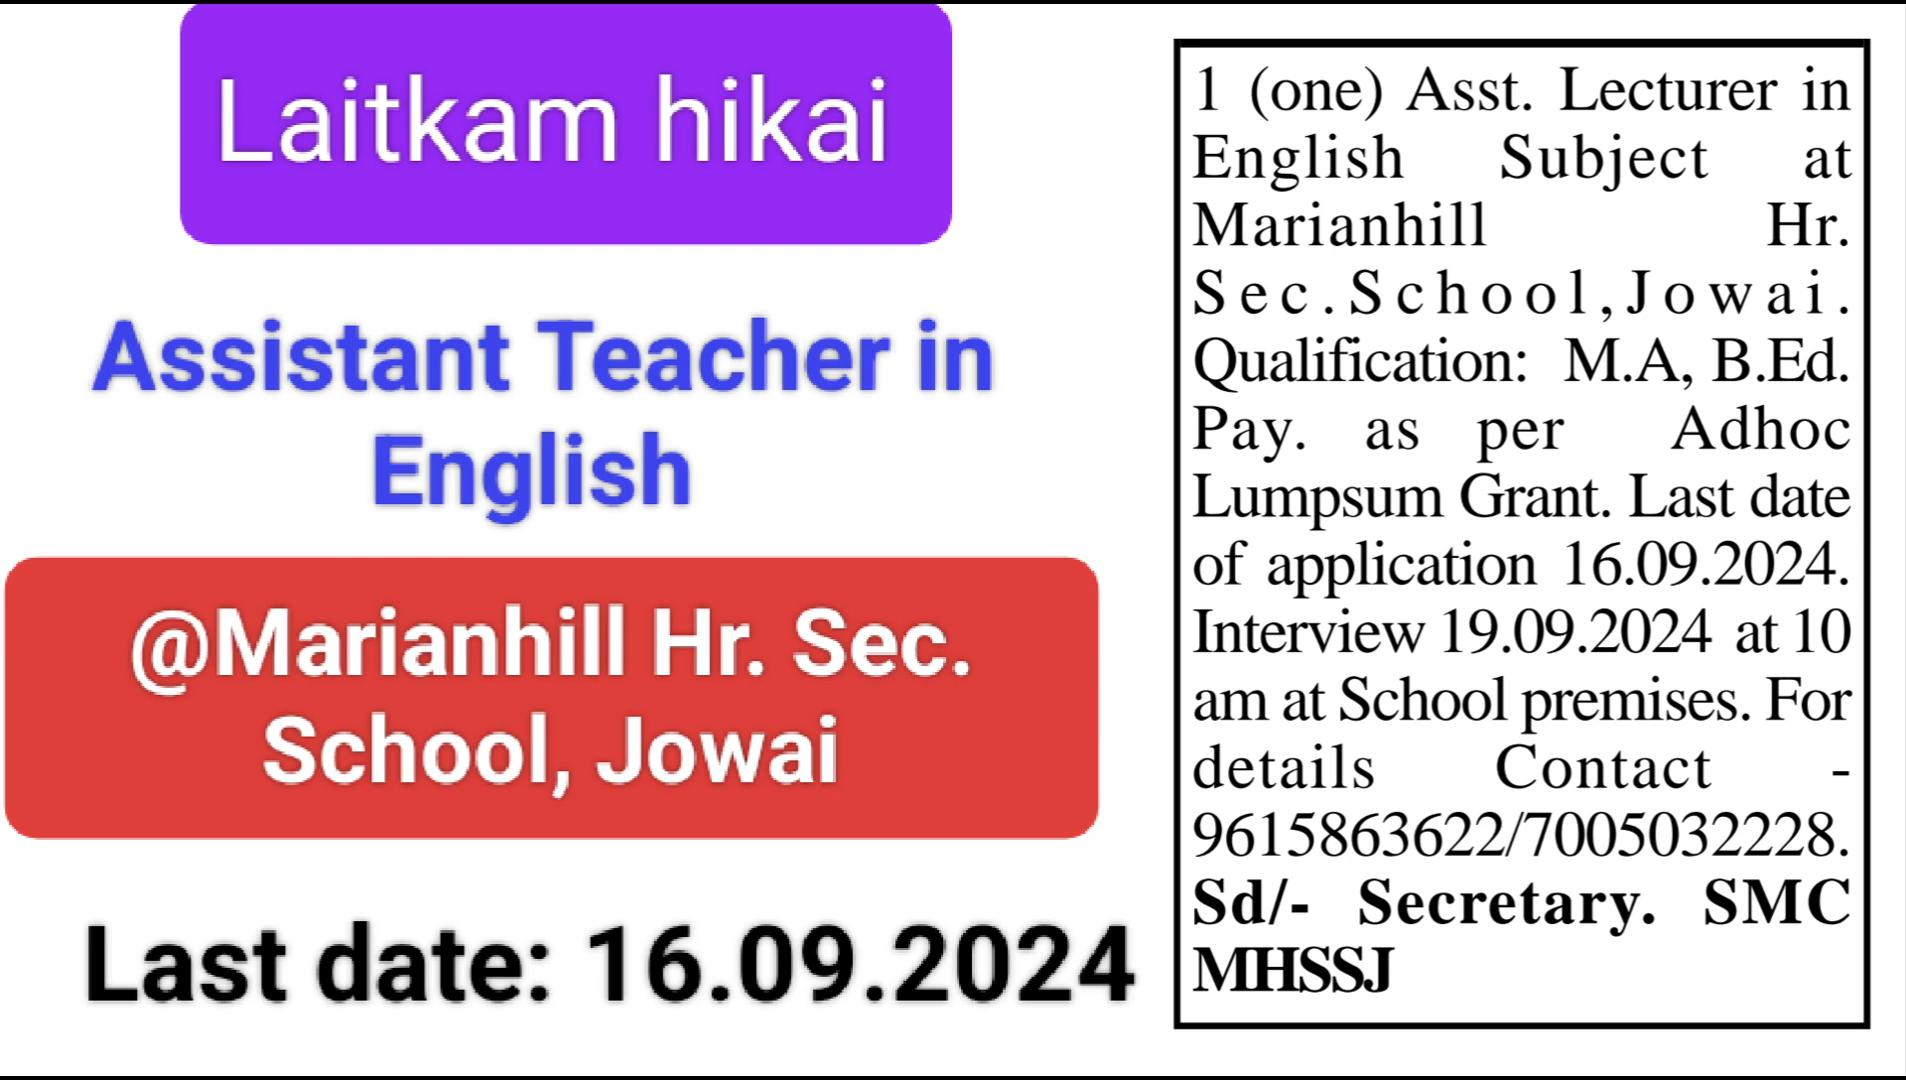 Laitkam hikai
Assistant Teacher in
English
@Marianhill Hr. Sec.
School, Jowai
Last date: 16.09.2024
1 (one) Asst. Lecturer in
English Subject at
Marianhill Hr.
Sec.School,Jowai.
Qualification: M.A, B.Ed.
Pay. as per Adhoc
Lumpsum Grant. Last date
of application 16.09.2024.
Interview 19.09.2024 at 10
am at School premises. For
details Contact -
9615863622/7005032228.
Sd/- Secretary. SMC
MHSSJ